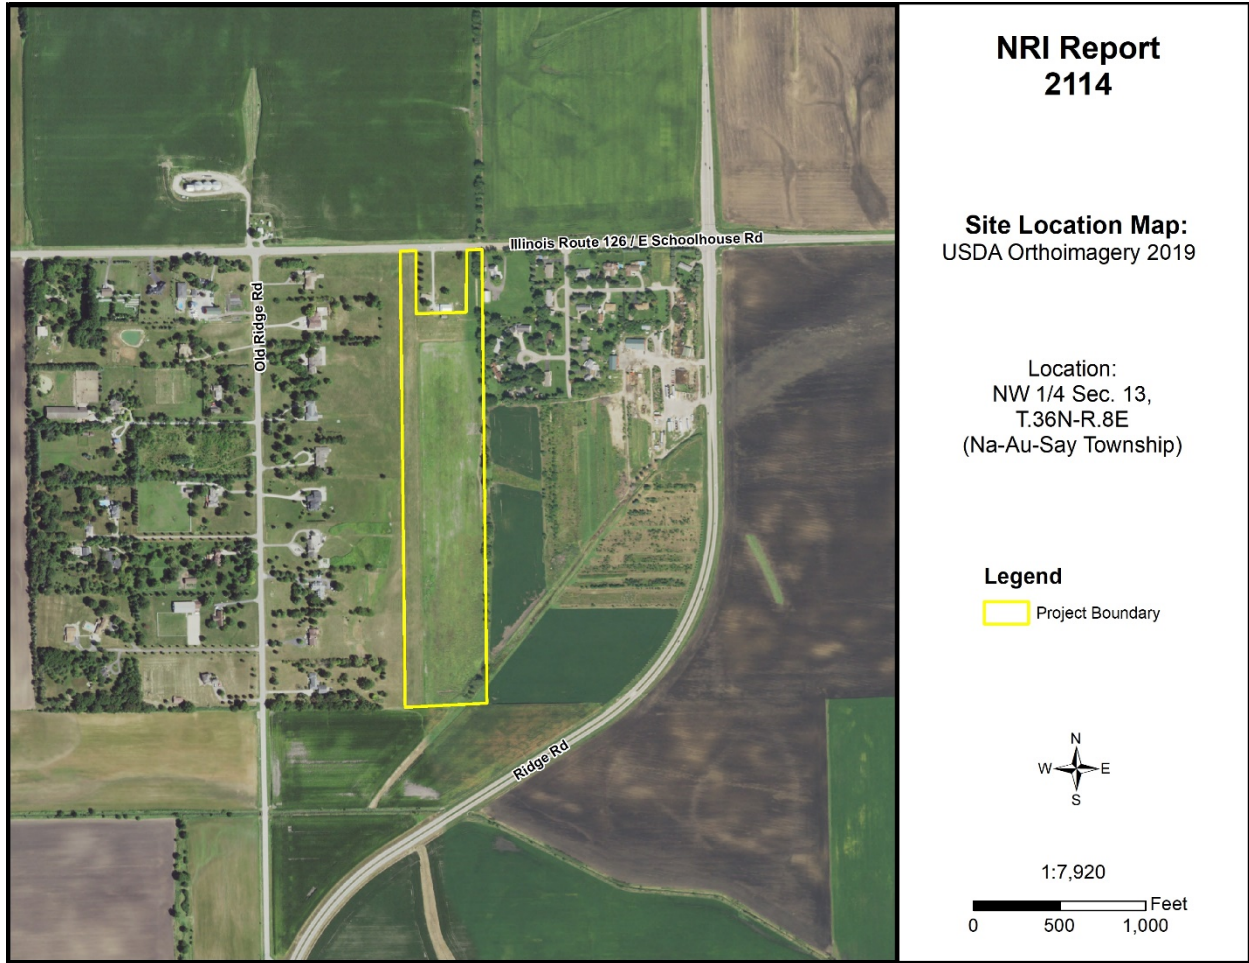 NRI Report
2114
Site Location Map:
USDA Orthoimagery 2019
Illinois Route 126 / E Schoolhouse Rd
Old Ridge Rd
Location:
NW 1/4 Sec. 13,
T.36N-R.8E
(Na-Au-Say Township)
Legend
Project Boundary
Ridge Rd
N
W E
S
1:7,920
Feet
0 500 1,000